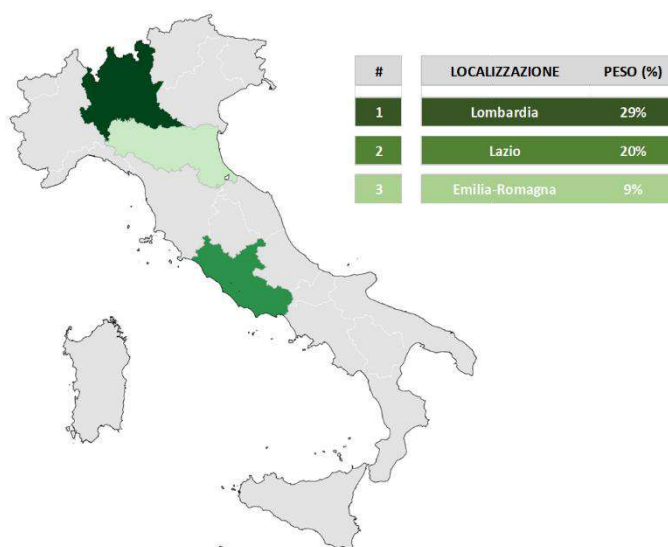 # LOCALIZZAZIONE PESO (%)
1 Lombardia 29%
2 Lazio 20%
3 Emilia-Romagna 9%